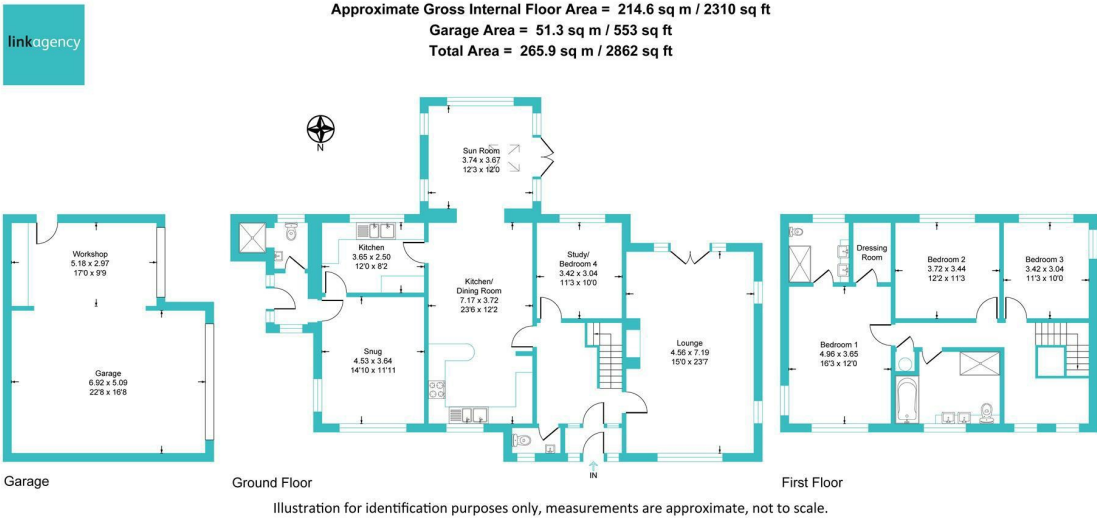 linkagency
Approximate Gross Internal Floor Area = 214.6 sq m / 2310 sq ft
Garage Area = 51.3 sq m / 553 sq ft
Total Area = 265.9 sq m / 2862 sq ft
N
Sun Room
3.74 x 3.67
12'3 x 12'0
Workshop
5.18 x 2.97
17'0 x 9'9
Garage
6.92 x 5.09
22'8 x 16'8
Kitchen
3.65 x 2.50
12'0 x 8'2
Kitchen/
Dining Room
7.17 x 3.72
23'6 x 12'2
Study/
Bedroom 4
3.42 x 3.04
11'3 x 10'0
Snug
4.53 x 3.64
14'10 x 11'11
Lounge
4.56 x 7.19
15'0 x 23'7
IN
Dressing
Room
Bedroom 2
3.72 x 3.44
12'2 x 11'3
Bedroom 3
3.42 x 3.04
11'3 x 10'0
Bedroom 1
4.96 x 3.65
16'3 x 12'0
Garage
Ground Floor
First Floor
Illustration for identification purposes only, measurements are approximate, not to scale.